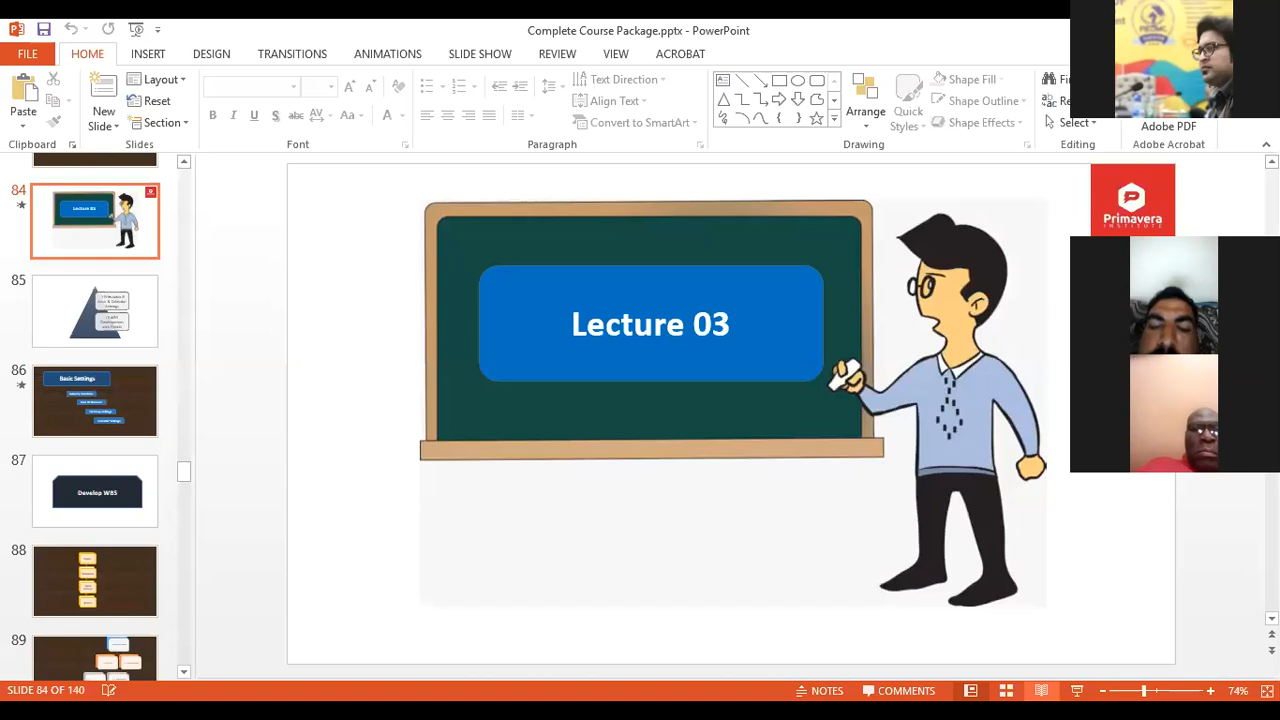 Complete Course Package.pptx - PowerPoint
FILE
HOME
INSERT
DESIGN
TRANSITIONS
ANIMATIONS
SLIDE SHOW
REVIEW
VIEW
ACROBAT
Paste
New Slide
Layout
Reset
Section
Text Direction
Align Text
Convert to SmartArt
Arrange
Quick Styles
Shape Fill
Shape Outline
Shape Effects
Select
Adobe PDF
Clipboard
Slides
Font
Paragraph
Drawing
Editing
Adobe Acrobat
84
Lecture 03
85
86
Basic Settings
87
Develop WBS
88
89
Lecture 03
Primavera
INSTITUTE
SLIDE 84 OF 140
NOTES
COMMENTS
74%